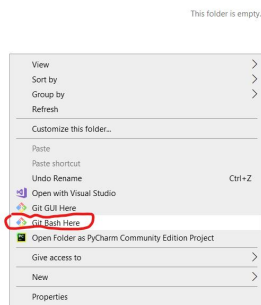 This folder is empty.
View
Sort by
Group by
Refresh
Customize this folder...
Paste
Paste shortcut
Undo Rename Ctrl+Z
Open with Visual Studio
Git GUI Here
Git Bash Here
Open Folder as PyCharm Community Edition Project
Give access to
New
Properties